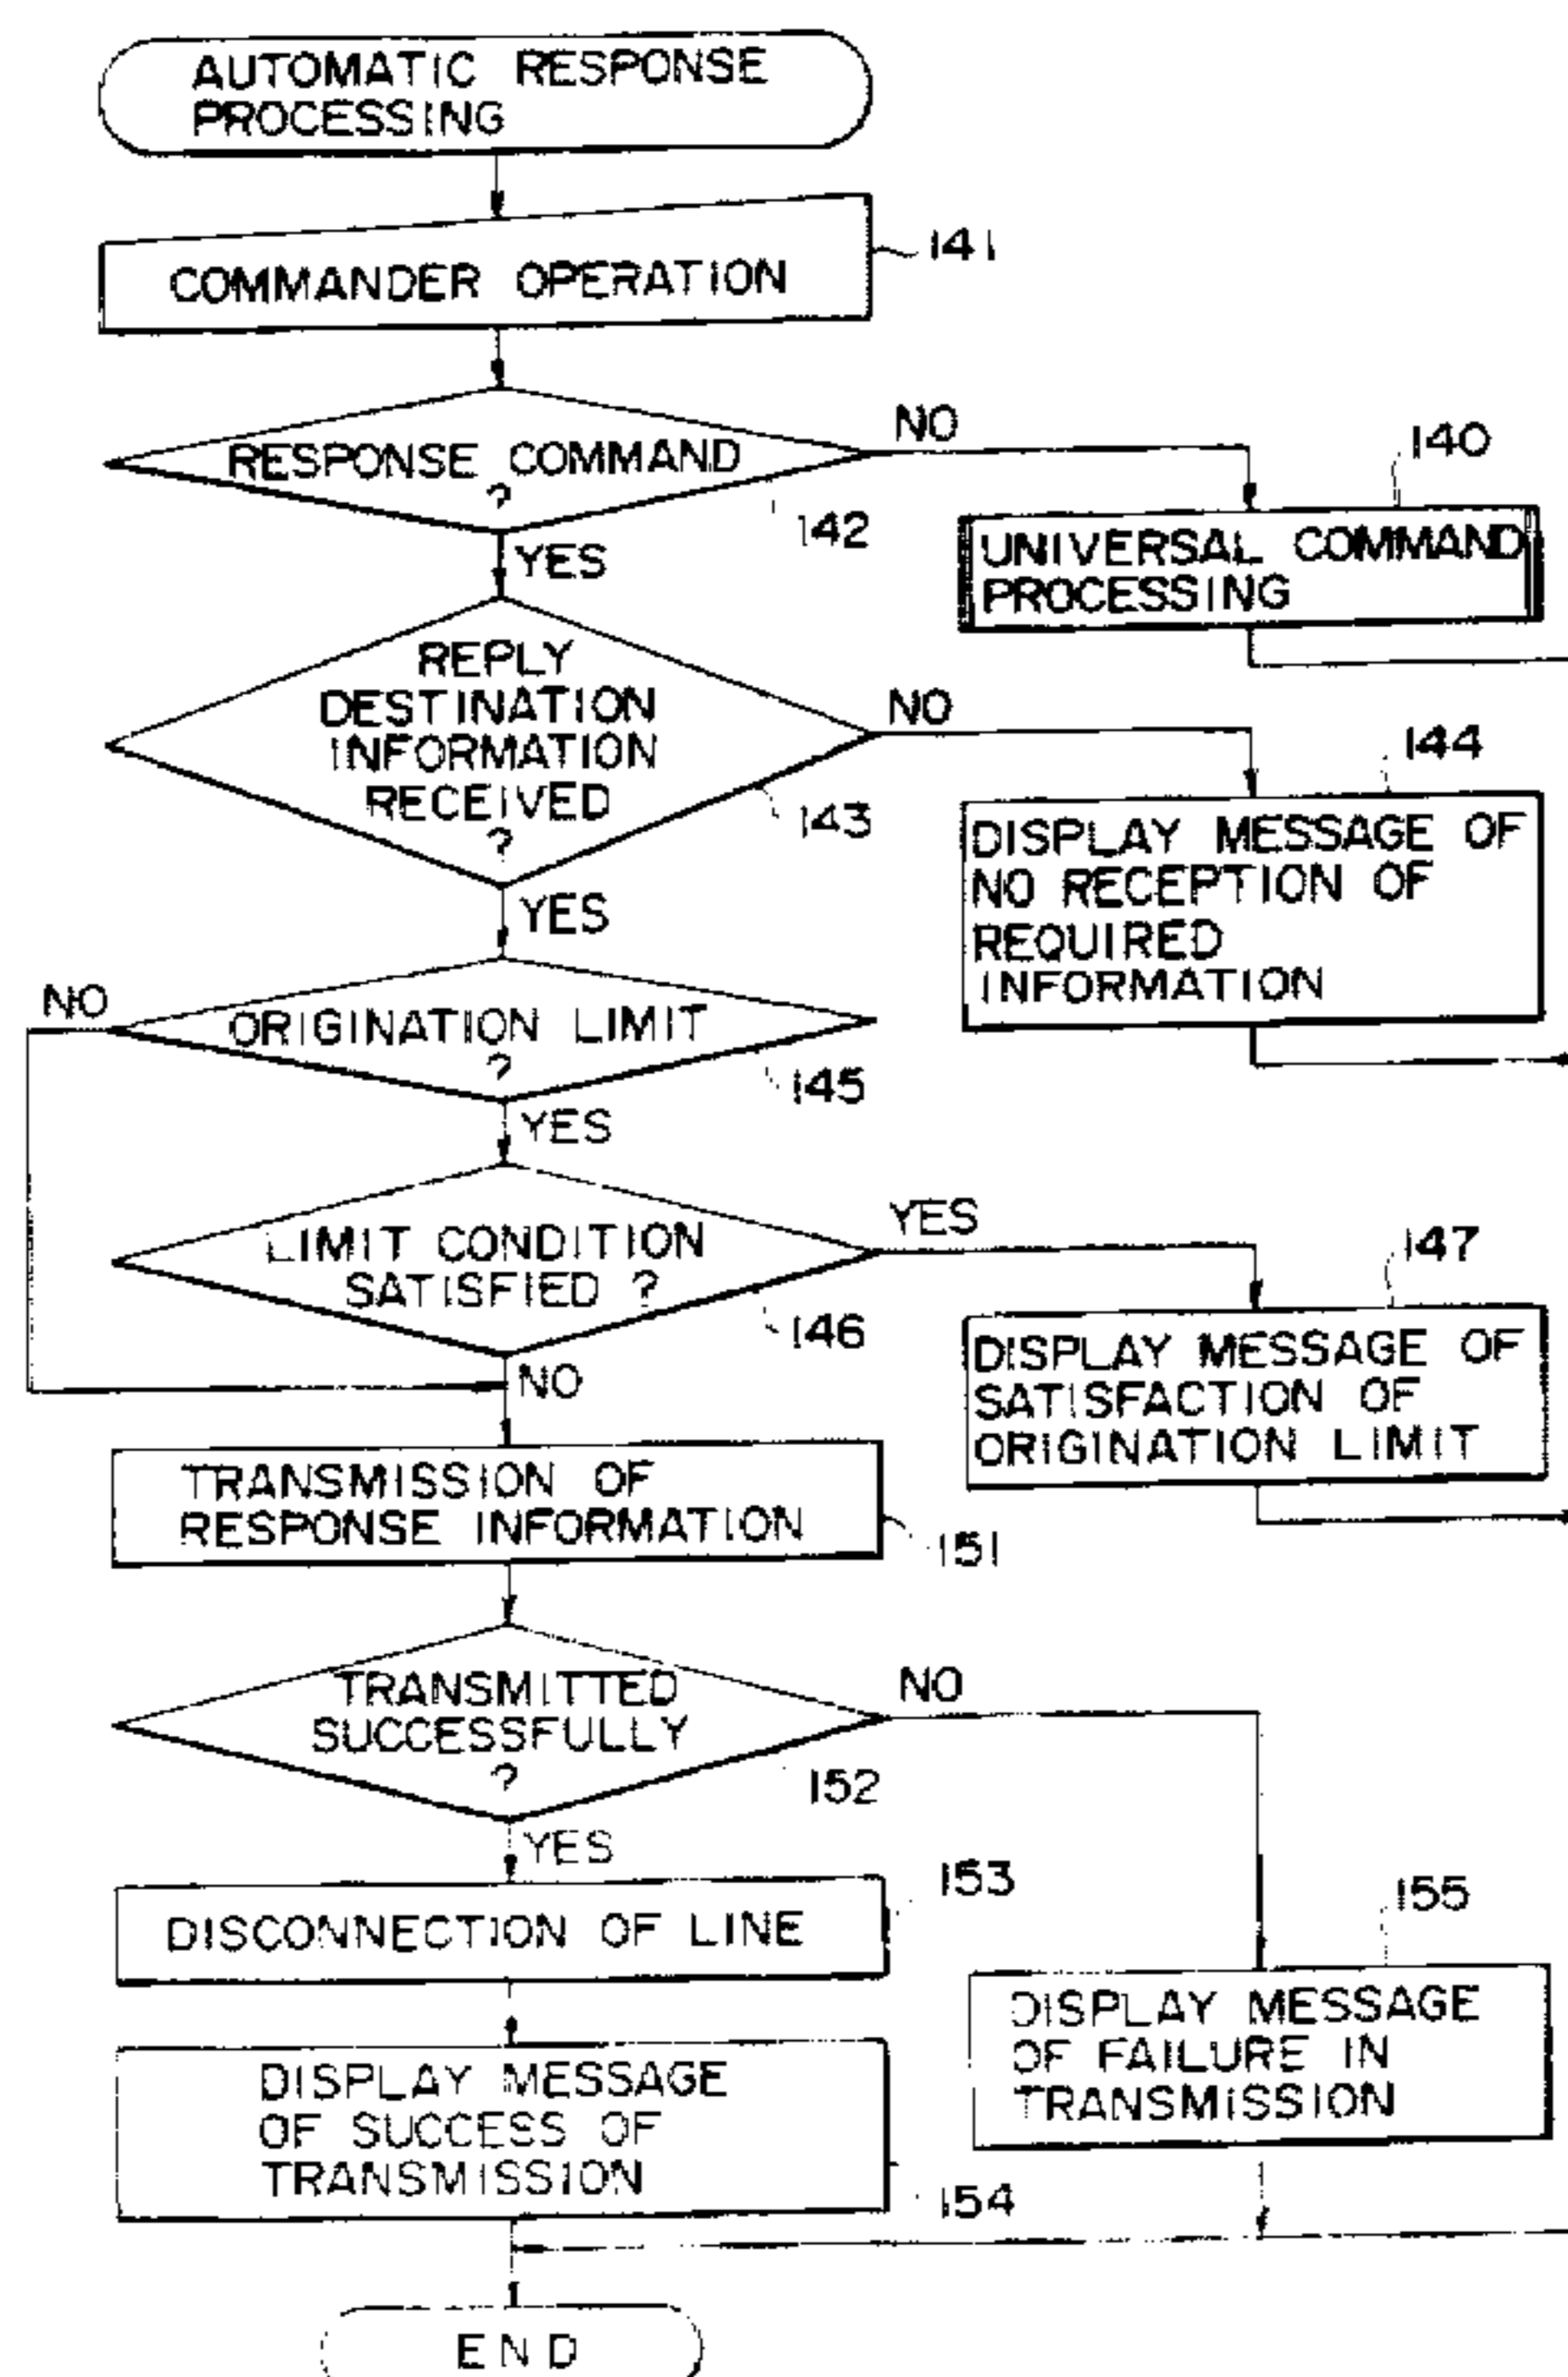 AUTOMATIC RESPONSE
PROCESSING
COMMANDER OPERATION
141
RESPONSE COMMAND
?
142
NO
YES
140
UNIVERSAL COMMAND
PROCESSING
REPLY
DESTINATION
INFORMATION
RECEIVED
?
143
NO
YES
144
DISPLAY MESSAGE OF
NO RECEPTION OF
REQUIRED
INFORMATION
NO
ORIGINATION LIMIT
?
145
YES
LIMIT CONDITION
SATISFIED ?
146
YES
NO
147
DISPLAY MESSAGE OF
SATISFACTION OF
ORIGINATION LIMIT
TRANSMISSION OF
RESPONSE INFORMATION
151
TRANSMITTED
SUCCESSFULLY
?
152
NO
YES
DISCONNECTION OF LINE
153
155
DISPLAY MESSAGE
OF FAILURE IN
TRANSMISSION
DISPLAY MESSAGE
OF SUCCESS OF
TRANSMISSION
154
END